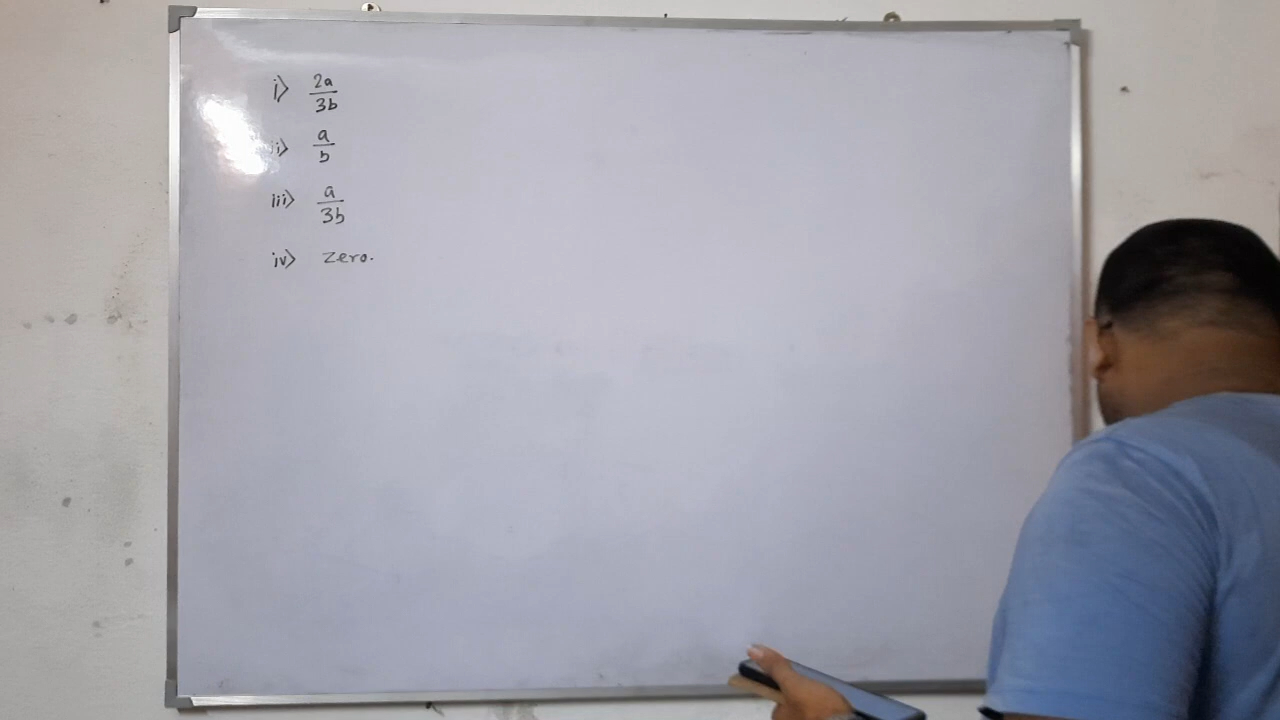 i) 2a/3b
ii) a/b
iii) a/3b
iv) zero.